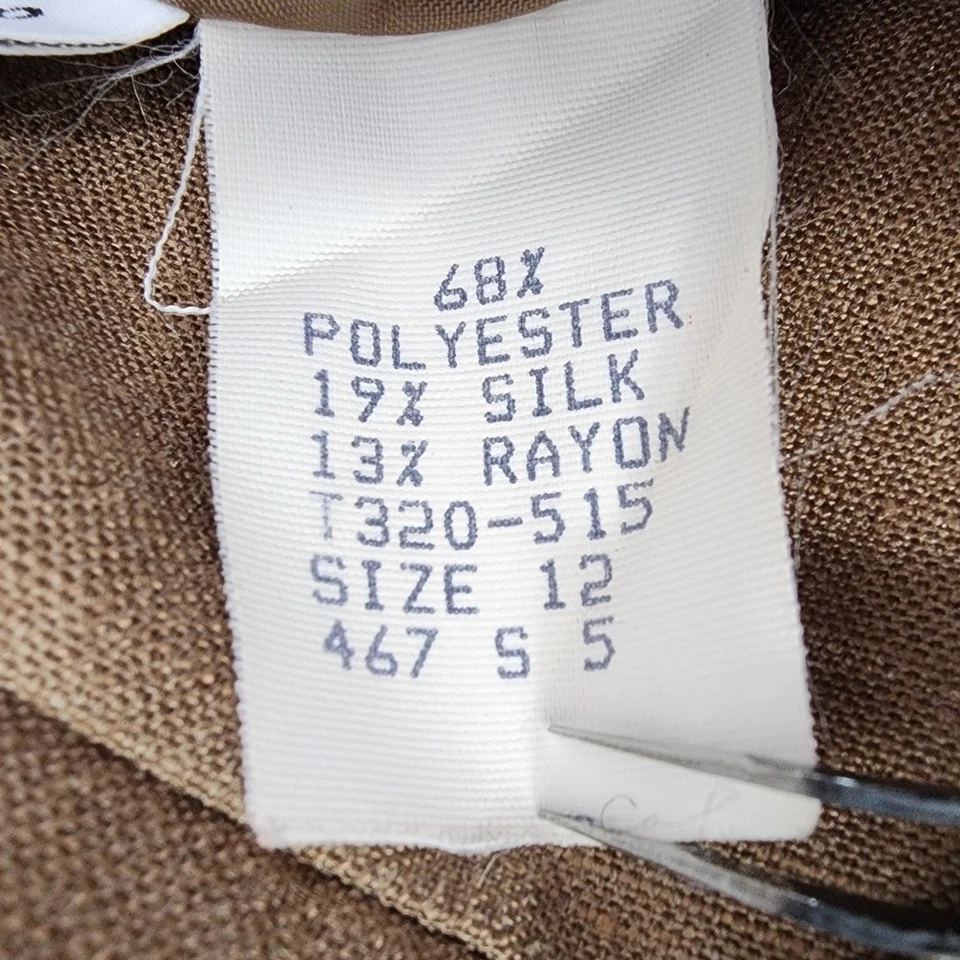 68%
POLYESTER
19% SILK
13% RAYON
T320-515
SIZE 12
467 S 5